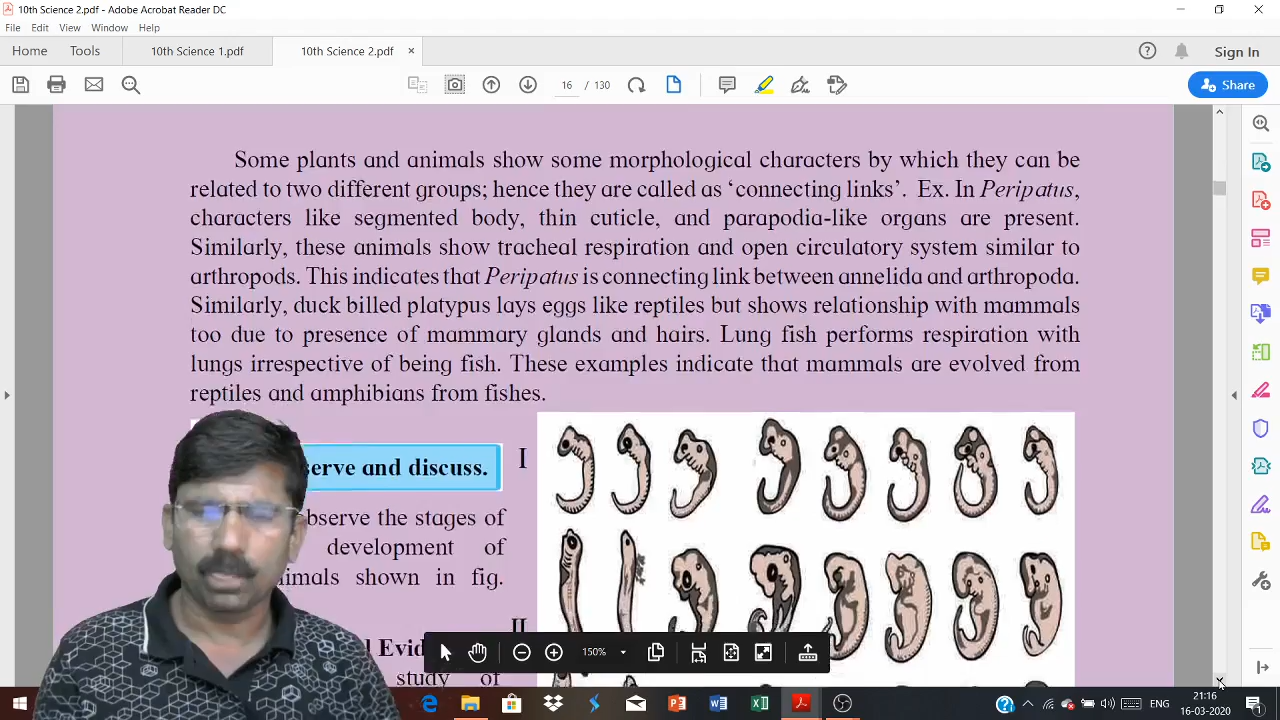 10th Science 2.pdf - Adobe Acrobat Reader DC
File Edit View Window Help
Home Tools 10th Science 1.pdf 10th Science 2.pdf × Sign In
16 / 130 Share
Some plants and animals show some morphological characters by which they can be
related to two different groups; hence they are called as ‘connecting links’. Ex. In Peripatus,
characters like segmented body, thin cuticle, and parapodia-like organs are present.
Similarly, these animals show tracheal respiration and open circulatory system similar to
arthropods. This indicates that Peripatus is connecting link between annelida and arthropoda.
Similarly, duck billed platypus lays eggs like reptiles but shows relationship with mammals
too due to presence of mammary glands and hairs. Lung fish performs respiration with
lungs irrespective of being fish. These examples indicate that mammals are evolved from
reptiles and amphibians from fishes.
serve and discuss.
I
bserve the stages of
development of
imals shown in fig.
II
l Evid
study of
150%
ENG
21:16
16-03-2020